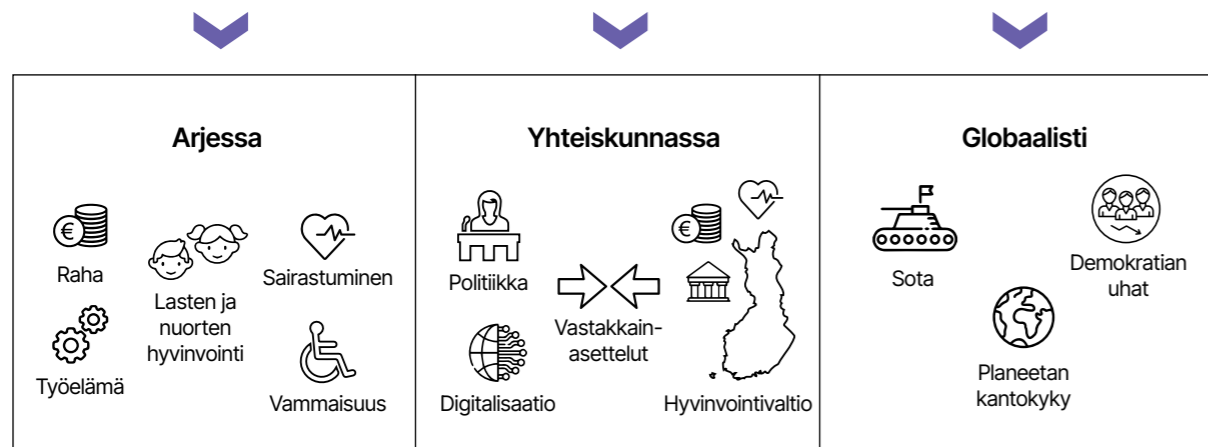 Arjessa
Raha
Lasten ja
nuorten
hyvinvointi
Sairastuminen
Työelämä
Vammaisuus
Yhteiskunnassa
Politiikka
Vastakkain-
asettelut
Digitalisaatio
Hyvinvointivaltio
Globaalisti
Sota
Demokratian
uhat
Planeetan
kantokyky